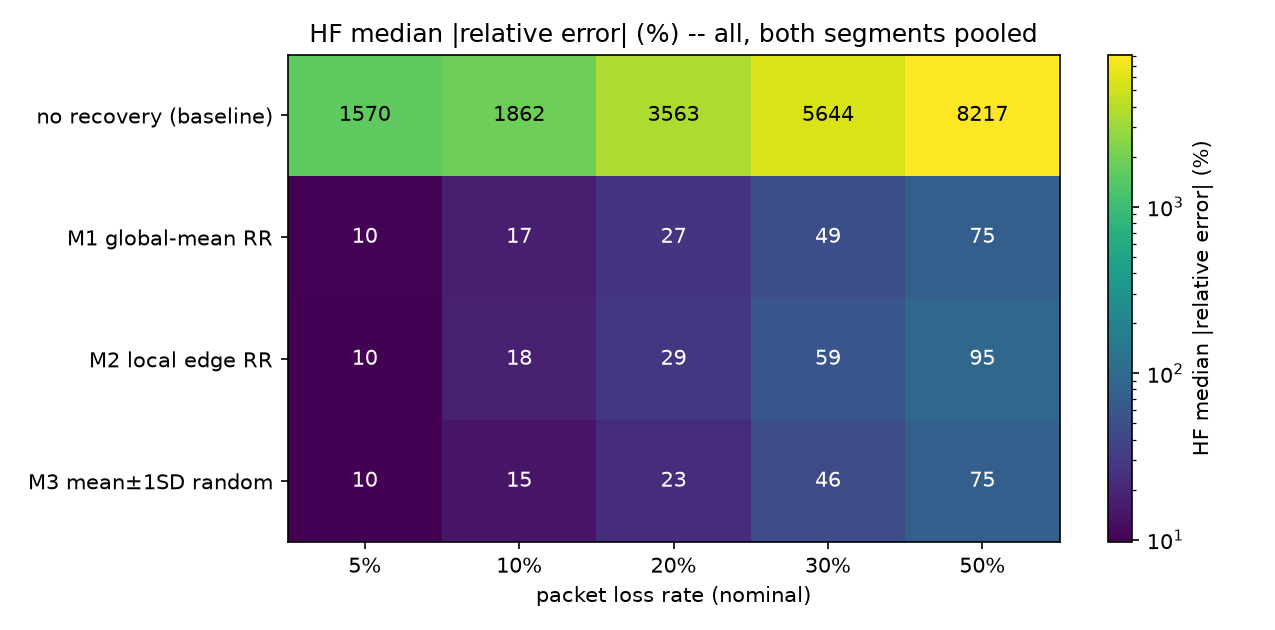 HF median |relative error| (%) -- all, both segments pooled
no recovery (baseline) 1570 1862 3563 5644 8217
M1 global-mean RR 10 17 27 49 75
M2 local edge RR 10 18 29 59 95
M3 mean±1SD random 10 15 23 46 75
5% 10% 20% 30% 50%
packet loss rate (nominal)
10³
10²
10¹
HF median |relative error| (%)